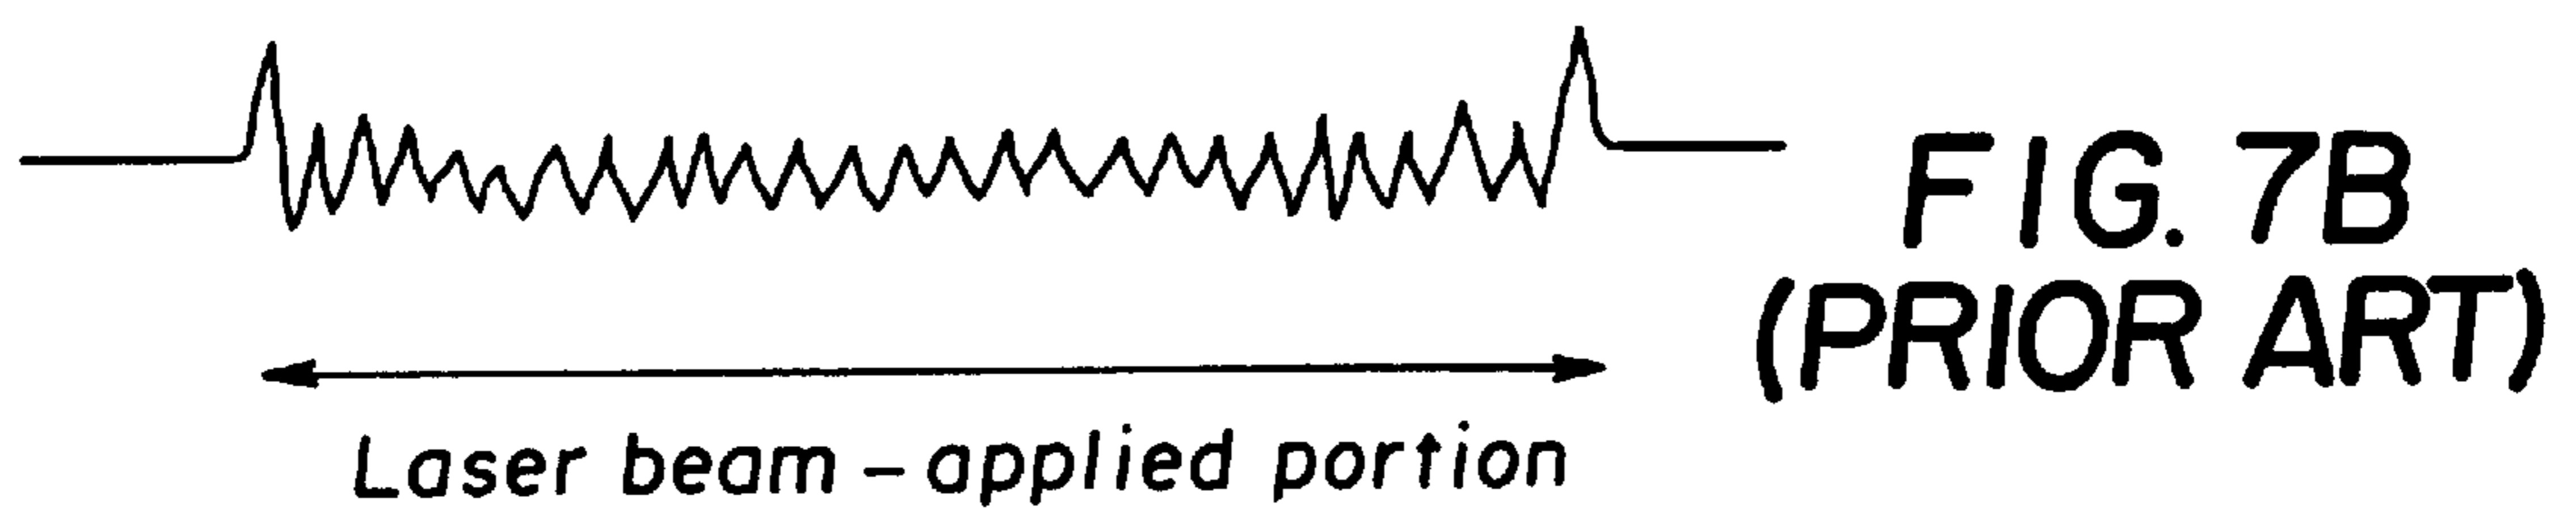 FIG. 7B
(PRIOR ART)
Laser beam – applied portion